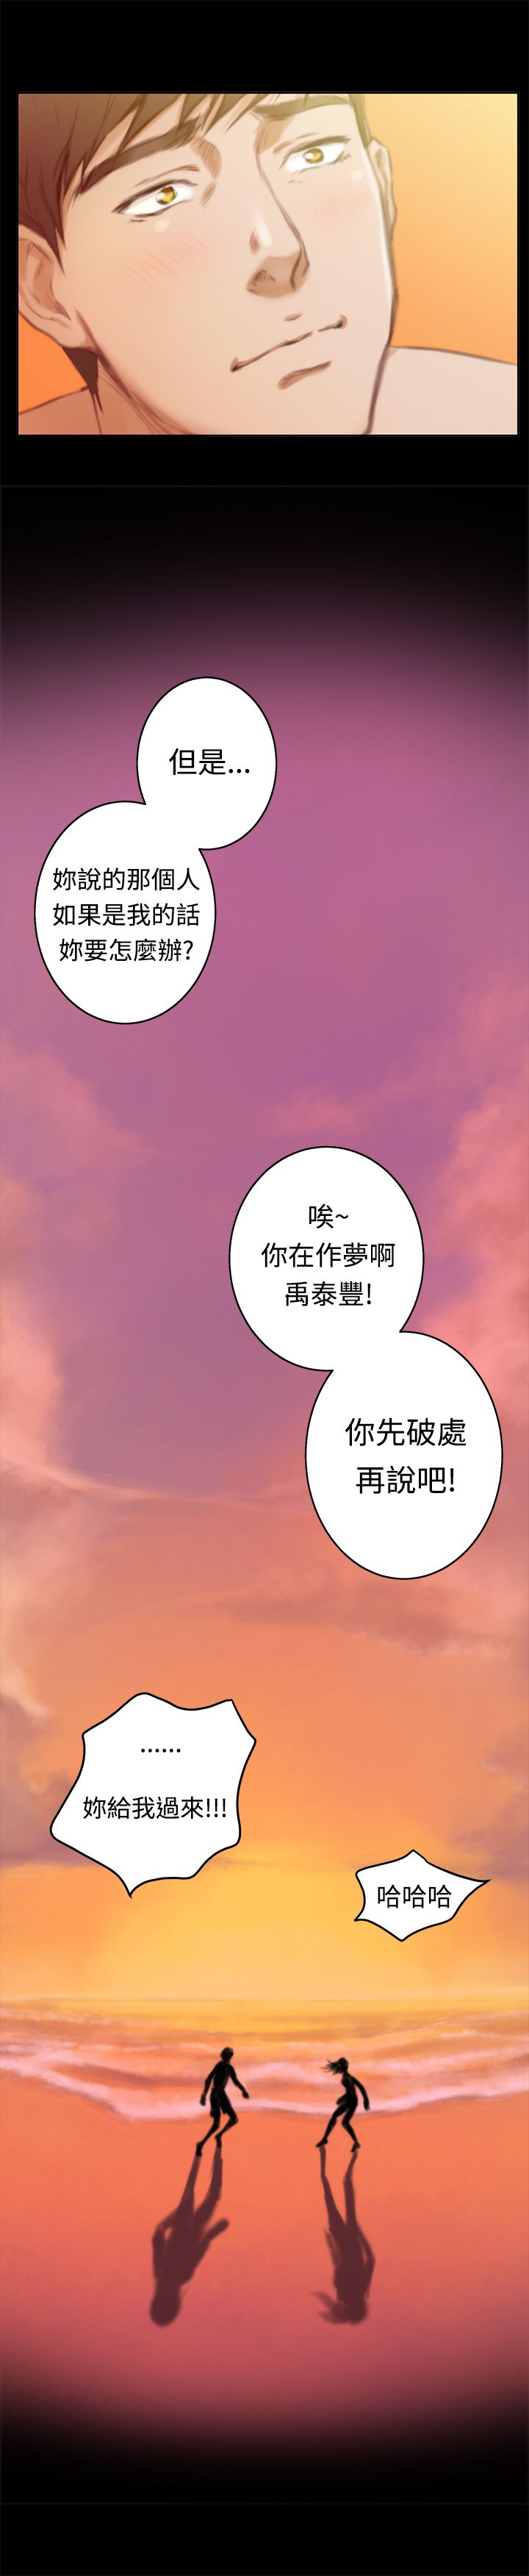 但是...
妳說的那個人
如果是我的話
妳要怎麼辦?
唉~
你在作夢啊
禹泰豐!
你先破處
再說吧!
......
妳給我過來!!!
哈哈哈